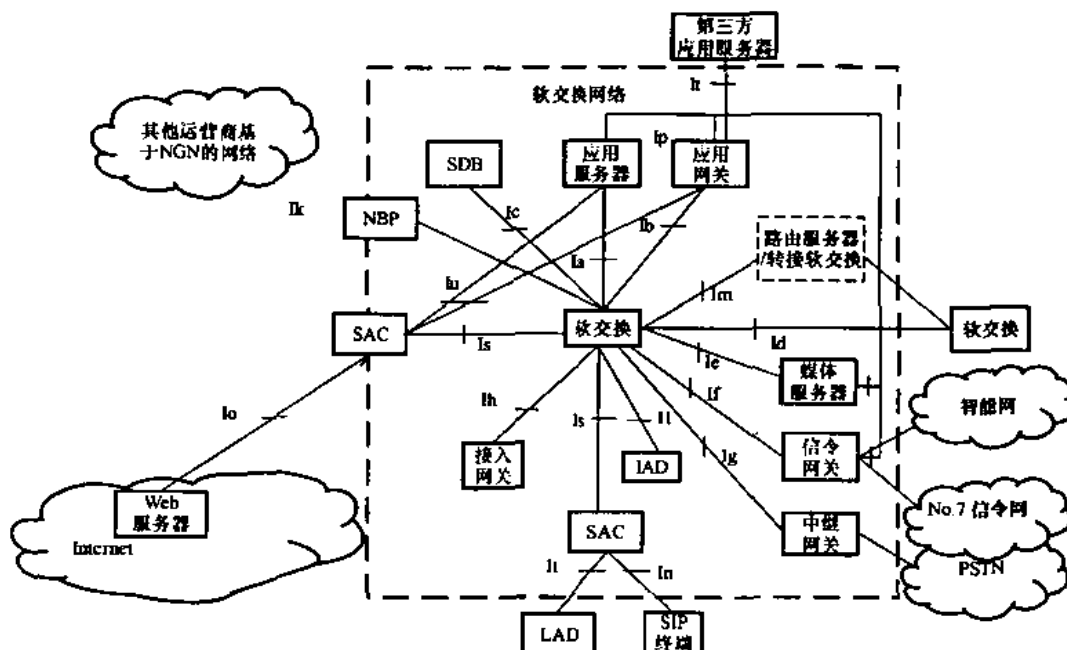 第三方
应用服务器
It
软交换网络
其他运营商基
于NGN的网络
Ip
SDB
应用
服务器
应用
网关
Ik
NBP
Ic
Ib
路由服务器
/转接软交换
Ia
Iu
Im
SAC
Is
软交换
Id
软交换
Ie
媒体
服务器
If
智能网
Ih
Is
Il
Io
接入
网关
IAD
Ig
信令
网关
Web
服务器
No.7 信令网
SAC
中继
网关
Internet
PSTN
In
LAD
SIP
终端